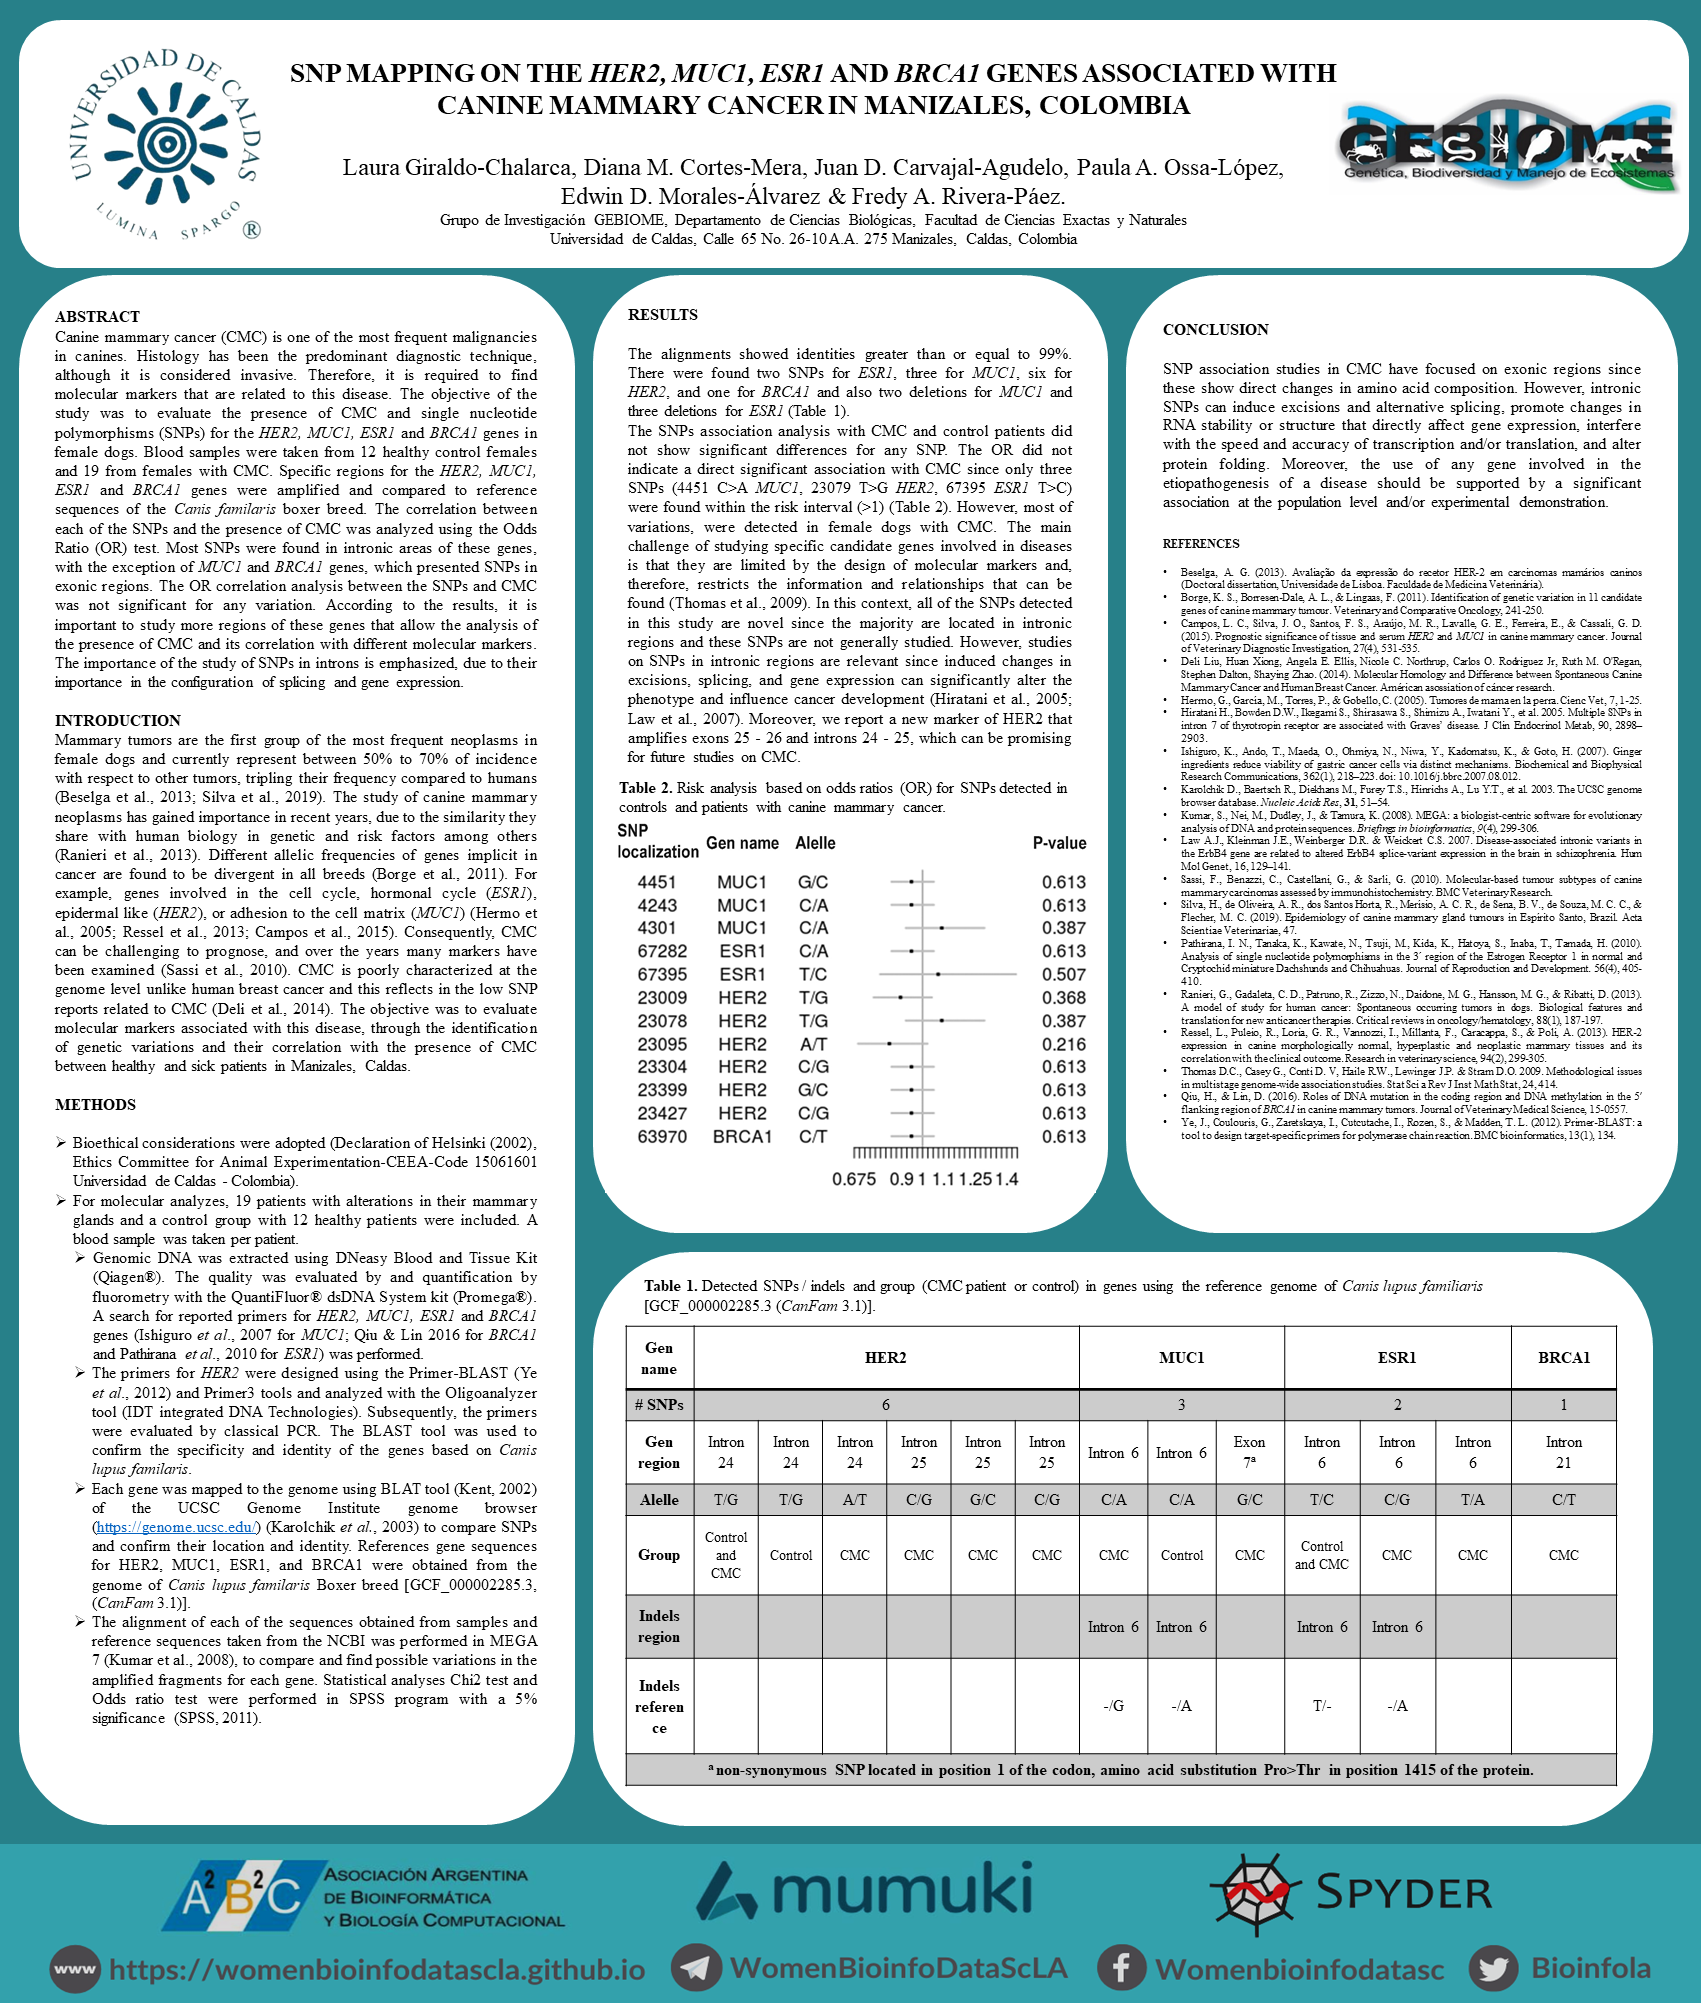 UNIVERSIDAD DE CALDAS
LUMINA SPARGO
®
SNP MAPPING ON THE HER2, MUC1, ESR1 AND BRCA1 GENES ASSOCIATED WITH
CANINE MAMMARY CANCER IN MANIZALES, COLOMBIA
Laura Giraldo-Chalarca, Diana M. Cortes-Mera, Juan D. Carvajal-Agudelo, Paula A. Ossa-López,
Edwin D. Morales-Álvarez & Fredy A. Rivera-Páez.
Grupo de Investigación GEBIOME, Departamento de Ciencias Biológicas, Facultad de Ciencias Exactas y Naturales
Universidad de Caldas, Calle 65 No. 26-10 A.A. 275 Manizales, Caldas, Colombia
GEBIOME
Genética, Biodiversidad y Manejo de Ecosistemas
ABSTRACT
Canine mammary cancer (CMC) is one of the most frequent malignancies
in canines. Histology has been the predominant diagnostic technique,
although it is considered invasive. Therefore, it is required to find
molecular markers that are related to this disease. The objective of the
study was to evaluate the presence of CMC and single nucleotide
polymorphisms (SNPs) for the HER2, MUC1, ESR1 and BRCA1 genes in
female dogs. Blood samples were taken from 12 healthy control females
and 19 from females with CMC. Specific regions for the HER2, MUC1,
ESR1 and BRCA1 genes were amplified and compared to reference
sequences of the Canis familaris boxer breed. The correlation between
each of the SNPs and the presence of CMC was analyzed using the Odds
Ratio (OR) test. Most SNPs were found in intronic areas of these genes,
with the exception of MUC1 and BRCA1 genes, which presented SNPs in
exonic regions. The OR correlation analysis between the SNPs and CMC
was not significant for any variation. According to the results, it is
important to study more regions of these genes that allow the analysis of
the presence of CMC and its correlation with different molecular markers.
The importance of the study of SNPs in introns is emphasized, due to their
importance in the configuration of splicing and gene expression.
INTRODUCTION
Mammary tumors are the first group of the most frequent neoplasms in
female dogs and currently represent between 50% to 70% of incidence
with respect to other tumors, tripling their frequency compared to humans
(Beselga et al., 2013; Silva et al., 2019). The study of canine mammary
neoplasms has gained importance in recent years, due to the similarity they
share with human biology in genetic and risk factors among others
(Ranieri et al., 2013). Different allelic frequencies of genes implicit in
cancer are found to be divergent in all breeds (Borge et al., 2011). For
example, genes involved in the cell cycle, hormonal cycle (ESR1),
epidermal like (HER2), or adhesion to the cell matrix (MUC1) (Hermo et
al., 2005; Ressel et al., 2013; Campos et al., 2015). Consequently, CMC
can be challenging to prognose, and over the years many markers have
been examined (Sassi et al., 2010). CMC is poorly characterized at the
genome level unlike human breast cancer and this reflects in the low SNP
reports related to CMC (Deli et al., 2014). The objective was to evaluate
molecular markers associated with this disease, through the identification
of genetic variations and their correlation with the presence of CMC
between healthy and sick patients in Manizales, Caldas.
METHODS
➢ Bioethical considerations were adopted (Declaration of Helsinki (2002),
Ethics Committee for Animal Experimentation-CEEA-Code 15061601
Universidad de Caldas - Colombia).
➢ For molecular analyzes, 19 patients with alterations in their mammary
glands and a control group with 12 healthy patients were included. A
blood sample was taken per patient.
➢ Genomic DNA was extracted using DNeasy Blood and Tissue Kit
(Qiagen®). The quality was evaluated by and quantification by
fluorometry with the QuantiFluor® dsDNA System kit (Promega®).
A search for reported primers for HER2, MUC1, ESR1 and BRCA1
genes (Ishiguro et al., 2007 for MUC1; Qiu & Lin 2016 for BRCA1
and Pathirana et al., 2010 for ESR1) was performed.
➢ The primers for HER2 were designed using the Primer-BLAST (Ye
et al., 2012) and Primer3 tools and analyzed with the Oligoanalyzer
tool (IDT integrated DNA Technologies). Subsequently, the primers
were evaluated by classical PCR. The BLAST tool was used to
confirm the specificity and identity of the genes based on Canis
lupus familaris.
➢ Each gene was mapped to the genome using BLAT tool (Kent, 2002)
of the UCSC Genome Institute genome browser
(https://genome.ucsc.edu/) (Karolchik et al., 2003) to compare SNPs
and confirm their location and identity. References gene sequences
for HER2, MUC1, ESR1, and BRCA1 were obtained from the
genome of Canis lupus familaris Boxer breed [GCF_000002285.3,
(CanFam 3.1)].
➢ The alignment of each of the sequences obtained from samples and
reference sequences taken from the NCBI was performed in MEGA
7 (Kumar et al., 2008), to compare and find possible variations in the
amplified fragments for each gene. Statistical analyses Chi2 test and
Odds ratio test were performed in SPSS program with a 5%
significance (SPSS, 2011).
RESULTS
The alignments showed identities greater than or equal to 99%.
There were found two SNPs for ESR1, three for MUC1, six for
HER2, and one for BRCA1 and also two deletions for MUC1 and
three deletions for ESR1 (Table 1).
The SNPs association analysis with CMC and control patients did
not show significant differences for any SNP. The OR did not
indicate a direct significant association with CMC since only three
SNPs (4451 C>A MUC1, 23079 T>G HER2, 67395 ESR1 T>C)
were found within the risk interval (>1) (Table 2). However, most of
variations, were detected in female dogs with CMC. The main
challenge of studying specific candidate genes involved in diseases
is that they are limited by the design of molecular markers and,
therefore, restricts the information and relationships that can be
found (Thomas et al., 2009). In this context, all of the SNPs detected
in this study are novel since the majority are located in intronic
regions and these SNPs are not generally studied. However, studies
on SNPs in intronic regions are relevant since induced changes in
excisions, splicing, and gene expression can significantly alter the
phenotype and influence cancer development (Hiratani et al., 2005;
Law et al., 2007). Moreover, we report a new marker of HER2 that
amplifies exons 25 - 26 and introns 24 - 25, which can be promising
for future studies on CMC.
Table 2. Risk analysis based on odds ratios (OR) for SNPs detected in
controls and patients with canine mammary cancer.
SNP localization Gen name Alelle P-value
4451 MUC1 G/C 0.613
4243 MUC1 C/A 0.613
4301 MUC1 C/A 0.387
67282 ESR1 C/A 0.613
67395 ESR1 T/C 0.507
23009 HER2 T/G 0.368
23078 HER2 T/G 0.387
23095 HER2 A/T 0.216
23304 HER2 C/G 0.613
23399 HER2 G/C 0.613
23427 HER2 C/G 0.613
63970 BRCA1 C/T 0.613
0.675 0.9 1 1.1 1.25 1.4
CONCLUSION
SNP association studies in CMC have focused on exonic regions since
these show direct changes in amino acid composition. However, intronic
SNPs can induce excisions and alternative splicing, promote changes in
RNA stability or structure that directly affect gene expression, interfere
with the speed and accuracy of transcription and/or translation, and alter
protein folding. Moreover, the use of any gene involved in the
etiopathogenesis of a disease should be supported by a significant
association at the population level and/or experimental demonstration.
REFERENCES
• Beselga, A. G. (2013). Avaliação da expressão do recetor HER-2 em carcinomas mamários caninos
(Doctoral dissertation, Universidade de Lisboa. Faculdade de Medicina Veterinária).
• Borge, K. S., Borresen-Dale, A. L., & Lingaas, F. (2011). Identification of genetic variation in 11 candidate
genes of canine mammary tumour. Veterinary and Comparative Oncology, 241-250.
• Campos, L. C., Silva, J. O., Santos, F. S., Araújo, M. R., Lavalle, G. E., Ferreira, E., & Cassali, G. D.
(2015). Prognostic significance of tissue and serum HER2 and MUC1 in canine mammary cancer. Journal
of Veterinary Diagnostic Investigation, 27(4), 531-535.
• Deli Liu, Huan Xiong, Angela E. Ellis, Nicole C. Northrup, Carlos O. Rodriguez Jr, Ruth M. O'Regan,
Stephen Dalton, Shaying Zhao. (2014). Molecular Homology and Difference between Spontaneous Canine
Mammary Cancer and Human Breast Cancer. Américan asossiation of cáncer research.
• Hermo, G., Garcia, M., Torres, P., & Gobello, C. (2005). Tumores de mama en la perra. Cienc Vet, 7, 1-25.
• Hiratani H., Bowden D.W., Ikegami S., Shirasawa S., Shimizu A., Iwatani Y., et al. 2005. Multiple SNPs in
intron 7 of thyrotropin receptor are associated with Graves' disease. J Clin Endocrinol Metab, 90, 2898–
2903.
• Ishiguro, K., Ando, T., Maeda, O., Ohmiya, N., Niwa, Y., Kadomatsu, K., & Goto, H. (2007). Ginger
ingredients reduce viability of gastric cancer cells via distinct mechanisms. Biochemical and Biophysical
Research Communications, 362(1), 218–223. doi: 10.1016/j.bbrc.2007.08.012.
• Karolchik D., Baertsch R., Diekhans M., Furey T.S., Hinrichs A., Lu Y.T., et al. 2003. The UCSC genome
browser database. Nucleic Acids Res, 31, 51–54.
• Kumar, S., Nei, M., Dudley, J., & Tamura, K. (2008). MEGA: a biologist-centric software for evolutionary
analysis of DNA and protein sequences. Briefings in bioinformatics, 9(4), 299-306.
• Law A.J., Kleinman J.E., Weinberger D.R. & Weickert C.S. 2007. Disease-associated intronic variants in
the ErbB4 gene are related to altered ErbB4 splice-variant expression in the brain in schizophrenia. Hum
Mol Genet, 16, 129–141.
• Sassi, F., Benazzi, C., Castellani, G., & Sarli, G. (2010). Molecular-based tumour subtypes of canine
mammary carcinomas assessed by immunohistochemistry. BMC Veterinary Research.
• Silva, H., de Oliveira, A. R., dos Santos Horta, R., Merisio, A. C. R., de Sena, B. V., de Souza, M. C. C., &
Flecher, M. C. (2019). Epidemiology of canine mammary gland tumours in Espirito Santo, Brazil. Acta
Scientiae Veterinariae, 47.
• Pathirana, I. N., Tanaka, K., Kawate, N., Tsuji, M., Kida, K., Hatoya, S., Inaba, T., Tamada, H. (2010).
Analysis of single nucleotide polymorphisms in the 3´ region of the Estrogen Receptor 1 in normal and
Cryptochid miniature Dachshunds and Chihuahuas. Journal of Reproduction and Development. 56(4), 405-
410.
• Ranieri, G., Gadaleta, C. D., Patruno, R., Zizzo, N., Daidone, M. G., Hansson, M. G., & Ribatti, D. (2013).
A model of study for human cancer: Spontaneous occurring tumors in dogs. Biological features and
translation for new anticancer therapies. Critical reviews in oncology/hematology, 88(1), 187-197.
• Ressel, L., Puleio, R., Loria, G. R., Vannozzi, I., Millanta, F., Caracappa, S., & Poli, A. (2013). HER-2
expression in canine morphologically normal, hyperplastic and neoplastic mammary tissues and its
correlation with the clinical outcome. Research in veterinary science, 94(2), 299-305.
• Thomas D.C., Casey G., Conti D. V, Haile R.W., Lewinger J.P. & Stram D.O. 2009. Methodological issues
in multistage genome-wide association studies. Stat Sci a Rev J Inst Math Stat, 24, 414.
• Qiu, H., & Lin, D. (2016). Roles of DNA mutation in the coding region and DNA methylation in the 5′
flanking region of BRCA1 in canine mammary tumors. Journal of Veterinary Medical Science, 15-0557.
• Ye, J., Coulouris, G., Zaretskaya, I., Cutcutache, I., Rozen, S., & Madden, T. L. (2012). Primer-BLAST: a
tool to design target-specific primers for polymerase chain reaction. BMC bioinformatics, 13(1), 134.
Table 1. Detected SNPs / indels and group (CMC patient or control) in genes using the reference genome of Canis lupus familiaris
[GCF_000002285.3 (CanFam 3.1)].
Gen name HER2 MUC1 ESR1 BRCA1
# SNPs 6 3 2 1
Gen region Intron 24 Intron 24 Intron 24 Intron 25 Intron 25 Intron 25 Intron 6 Intron 6 Exon 7ª Intron 6 Intron 6 Intron 6 Intron 21
Alelle T/G T/G A/T C/G G/C C/G C/A C/A G/C T/C C/G T/A C/T
Group Control and CMC Control CMC CMC CMC CMC CMC Control CMC Control and CMC CMC CMC CMC
Indels region Intron 6 Intron 6 Intron 6 Intron 6
Indels referen ce -/G -/A T/- -/A
ª non-synonymous SNP located in position 1 of the codon, amino acid substitution Pro>Thr in position 1415 of the protein.
A²B²C
ASOCIACIÓN ARGENTINA
DE BIOINFORMÁTICA
Y BIOLOGÍA COMPUTACIONAL
mumuki
SPYDER
www https://womenbioinfodatascla.github.io
WomenBioinfoDataScLA
Womenbioinfodatasc
Bioinfola